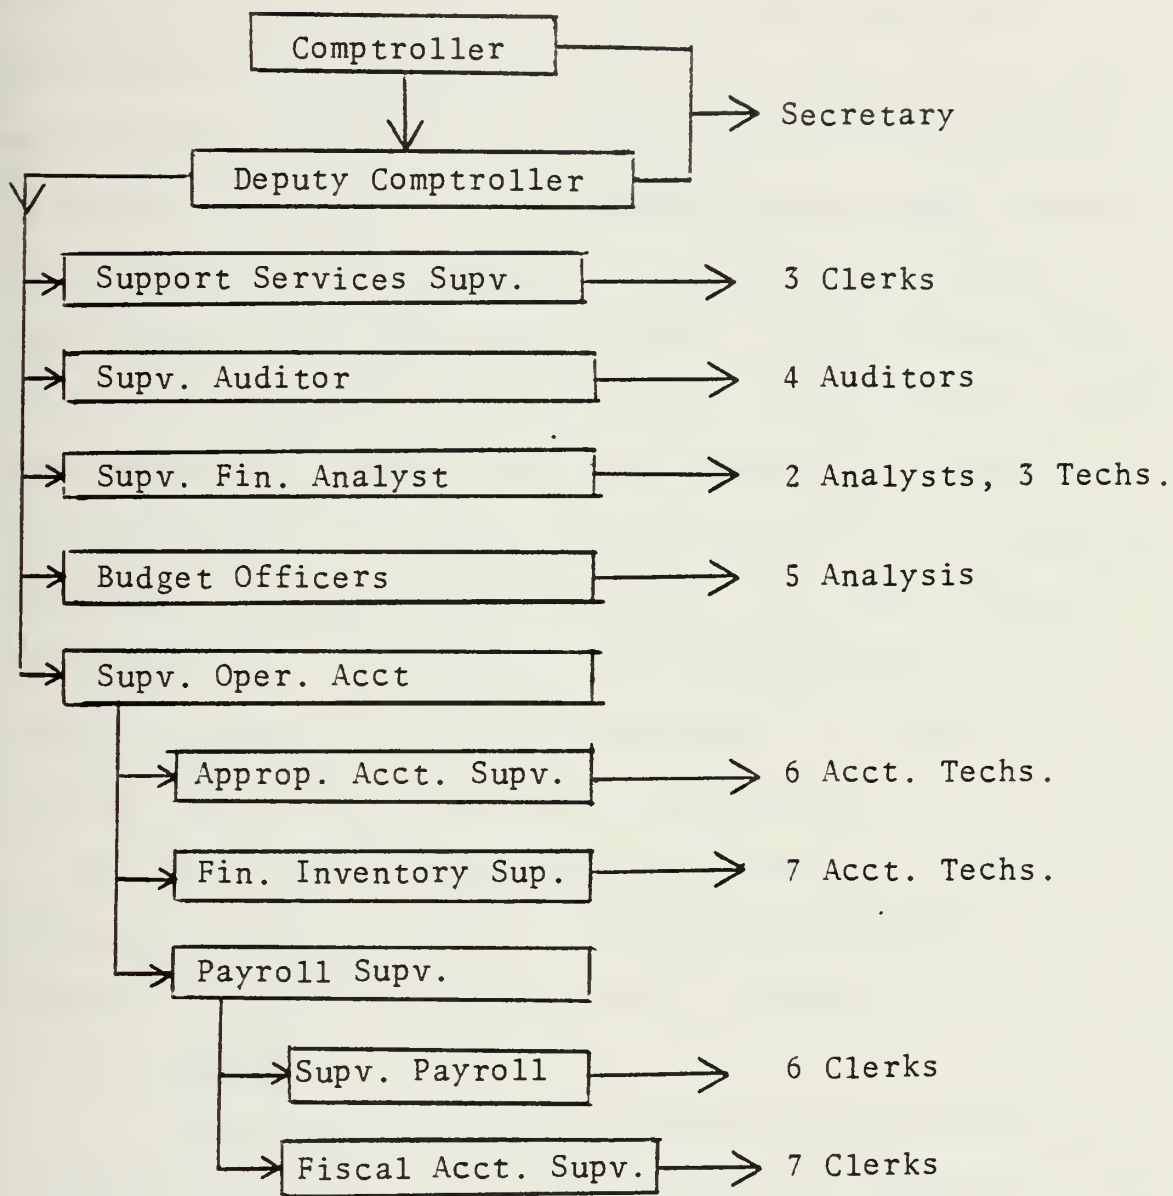 Comptroller
Secretary
Deputy Comptroller
Support Services Supv. 3 Clerks
Supv. Auditor 4 Auditors
Supv. Fin. Analyst 2 Analysts, 3 Techs.
Budget Officers 5 Analysis
Supv. Oper. Acct
Approp. Acct. Supv. 6 Acct. Techs.
Fin. Inventory Sup. 7 Acct. Techs.
Payroll Supv.
Supv. Payroll 6 Clerks
Fiscal Acct. Supv. 7 Clerks